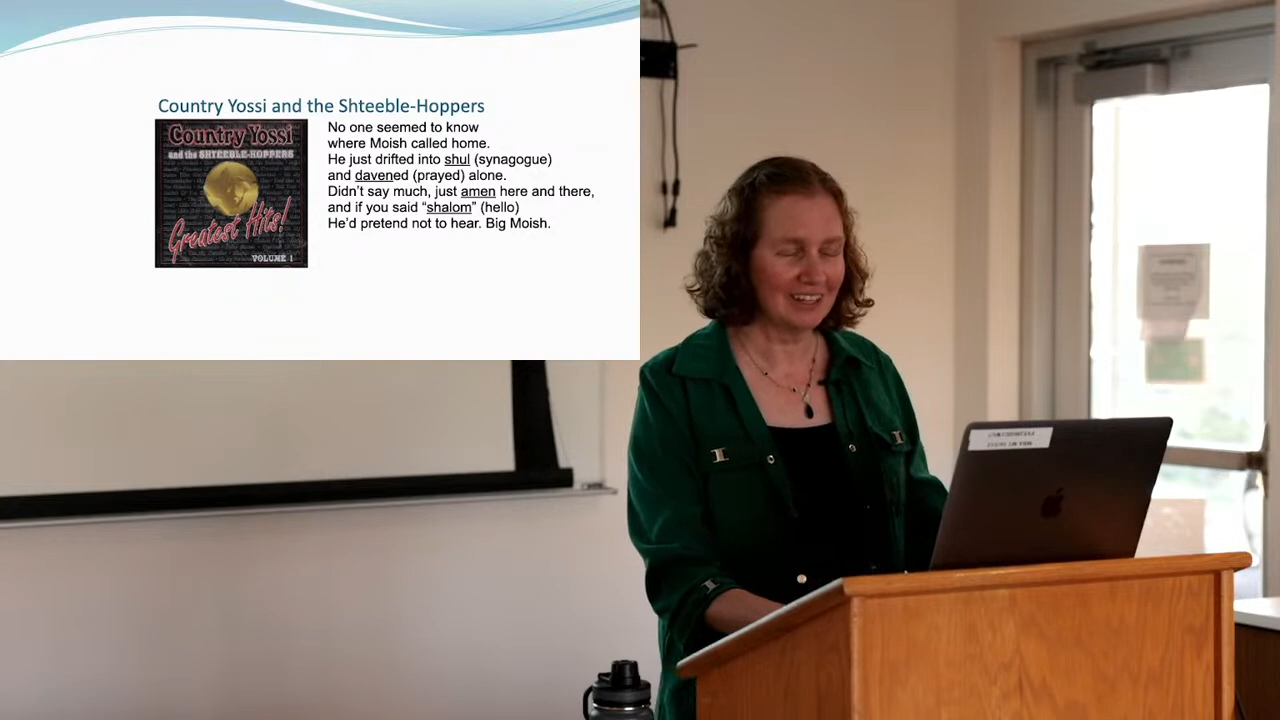 Country Yossi and the Shteeble-Hoppers
Country Yossi
and the SHTEEBLE-HOPPERS
Greatest Hits!
VOLUME 1
No one seemed to know
where Moish called home.
He just drifted into shul (synagogue)
and davened (prayed) alone.
Didn't say much, just amen here and there,
and if you said “shalom” (hello)
He'd pretend not to hear. Big Moish.